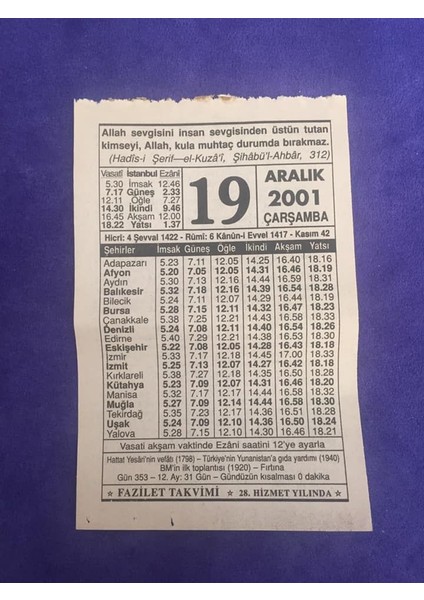 Allah sevgisini insan sevgisinden üstün tutan
kimseyi, Allah, kula muhtaç durumda bırakmaz.
(Hadîs-i Şerif—el-Kuzâ'î, Şihâbü'l-Ahbâr, 312)
Vasatî İstanbul Ezânî
5.30 İmsak 12.46
7.17 Güneş 2.33
12.11 Öğle 7.27
14.30 İkindi 9.46
16.45 Akşam 12.00
18.22 Yatsı 1.37
19
ARALIK
2001
ÇARŞAMBA
Hicrî: 4 Şevval 1422 - Rûmî: 6 Kânûn-i Evvel 1417 - Kasım 42
Şehirler İmsak Güneş Öğle İkindi Akşam Yatsı
Adapazarı 5.23 7.11 12.05 14.25 16.40 18.16
Afyon 5.20 7.05 12.05 14.31 16.46 18.19
Aydın 5.30 7.13 12.16 14.44 16.59 18.31
Balıkesir 5.32 7.18 12.16 14.39 16.54 18.28
Bilecik 5.24 7.11 12.07 14.29 16.44 18.19
Bursa 5.28 7.15 12.11 14.32 16.47 18.23
Çanakkale 5.38 7.25 12.21 14.43 16.58 18.33
Denizli 5.24 7.08 12.11 14.40 16.54 18.26
Edirne 5.40 7.29 12.21 14.38 16.53 18.30
Eskişehir 5.22 7.08 12.05 14.28 16.43 18.18
İzmir 5.33 7.17 12.18 14.45 17.00 18.33
İzmit 5.25 7.13 12.07 14.27 16.42 18.18
Kırklareli 5.38 7.27 12.18 14.35 16.50 18.28
Kütahya 5.23 7.09 12.07 14.31 16.46 18.20
Manisa 5.32 7.17 12.17 14.44 16.58 18.32
Muğla 5.27 7.09 12.14 14.44 16.58 18.30
Tekirdağ 5.35 7.23 12.17 14.36 16.51 18.28
Uşak 5.24 7.09 12.10 14.36 16.50 18.24
Yalova 5.28 7.15 12.10 14.30 16.46 18.21
Vasati akşam vaktinde Ezânî saatini 12'ye ayarla
Hattat Yesâri'nin vefâtı (1798) – Türkiye'nin Yunanistan'a gıda yardımı (1940)
BM'in ilk toplantısı (1920) – Fırtına
Gün 353 – 12. Ay: 31 Gün – Gündüzün kısalması 0 dakika
★ FAZİLET TAKVİMİ ★ 28. HİZMET YILINDA ★